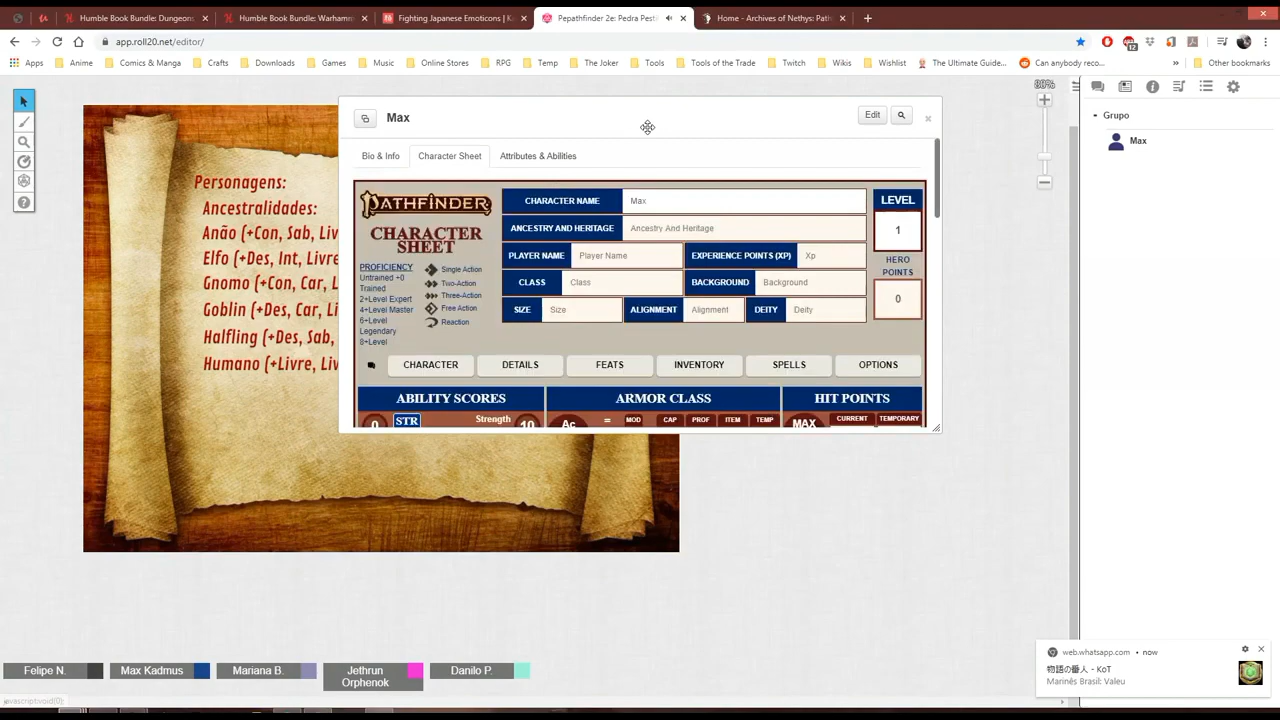 Humble Book Bundle: Dungeons
Humble Book Bundle: Warhamm
Fighting Japanese Emoticons | K
Pepathfinder 2e: Pedra Pest
Home - Archives of Nethys: Path
app.roll20.net/editor/
12
Apps
Anime
Comics & Manga
Crafts
Downloads
Games
Music
Online Stores
RPG
Temp
The Joker
Tools
Tools of the Trade
Twitch
Wikis
Wishlist
The Ultimate Guide...
Can anybody reco...
»
Other bookmarks
Max
Edit
Bio & Info
Character Sheet
Attributes & Abilities
PATHFINDER
CHARACTER
SHEET
PROFICIENCY
Untrained +0
Trained
2+Level Expert
4+Level Master
6+Level
Legendary
8+Level
Single Action
Two-Action
Three-Action
Free Action
Reaction
CHARACTER NAME Max
ANCESTRY AND HERITAGE Ancestry And Heritage
PLAYER NAME Player Name EXPERIENCE POINTS (XP) Xp
CLASS Class BACKGROUND Background
SIZE Size ALIGNMENT Alignment DEITY Deity
LEVEL
1
HERO
POINTS
0
CHARACTER DETAILS FEATS INVENTORY SPELLS OPTIONS
ABILITY SCORES ARMOR CLASS HIT POINTS
0 STR Strength 10
Ac = MOD CAP PROF ITEM TEMP
MAX CURRENT TEMPORARY
Personagens:
Ancestralidades:
Anão (+Con, Sab, Liv
Elfo (+Des, Int, Livre
Gnomo (+Con, Car, L
Goblin (+Des, Car, Li
Halfling (+Des, Sab,
Humano (+Livre, Liv
80%
Grupo
Max
Felipe N.
Max Kadmus
Mariana B.
Jethrun
Orphenok
Danilo P.
javascript:void(0);
web.whatsapp.com • now
物語の番人 - KoT
Marinês Brasil: Valeu